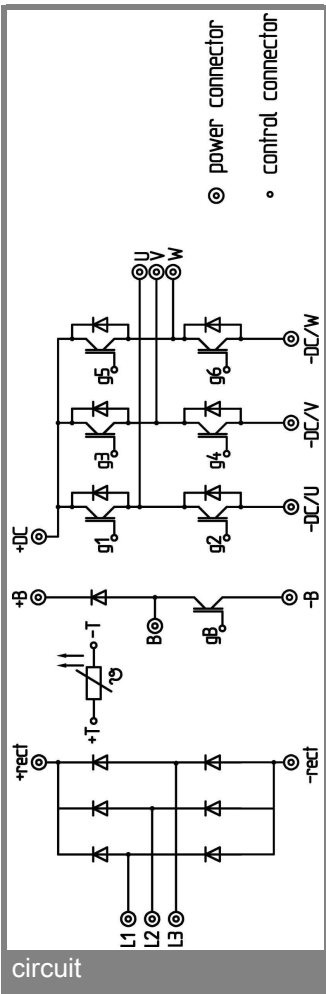 +rect
+T
-T
+B
+DC
g1
g3
g5
U
V
W
power connector
control connector
L1
L2
L3
ϑ
B
gB
g2
g4
g6
-rect
-B
-DC/U
-DC/V
-DC/W
circuit